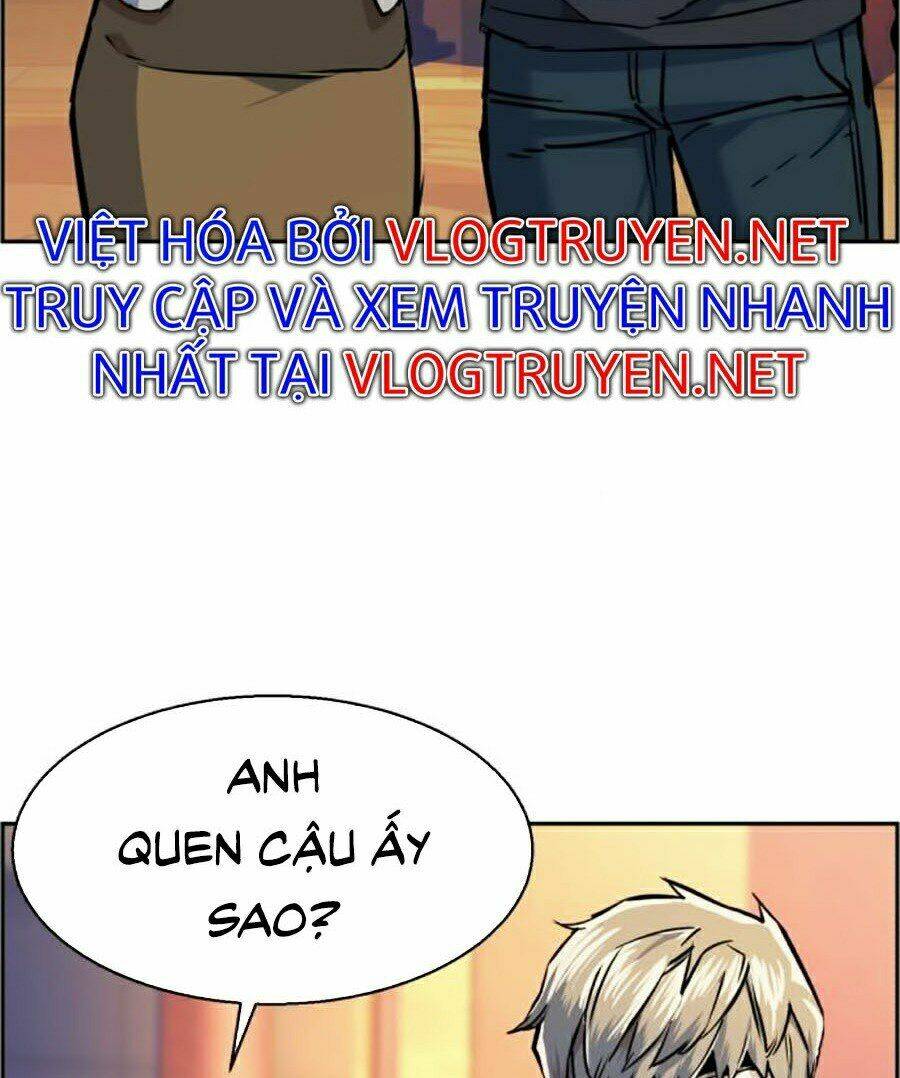 VIỆT HÓA BỞI VLOGTRUYEN.NET
TRUY CẬP VÀ XEM TRUYỆN NHANH
NHẤT TẠI VLOGTRUYEN.NET
ANH
QUEN CẬU ẤY
SAO?